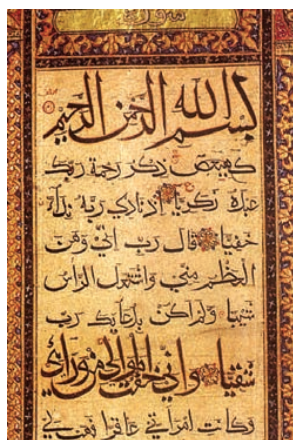 بسم الله الرحمن الرحيم
كهيعص ذكر رحمة ربك
عبده زكريا إذ نادى ربه نداء
خفيا قال رب إني وهن
العظم مني واشتعل الرأس
شيبا ولم أكن بدعائك رب
شقيا وإني خفت الموالي من ورائي
وكانت امرأتي عاقرا فهب لي